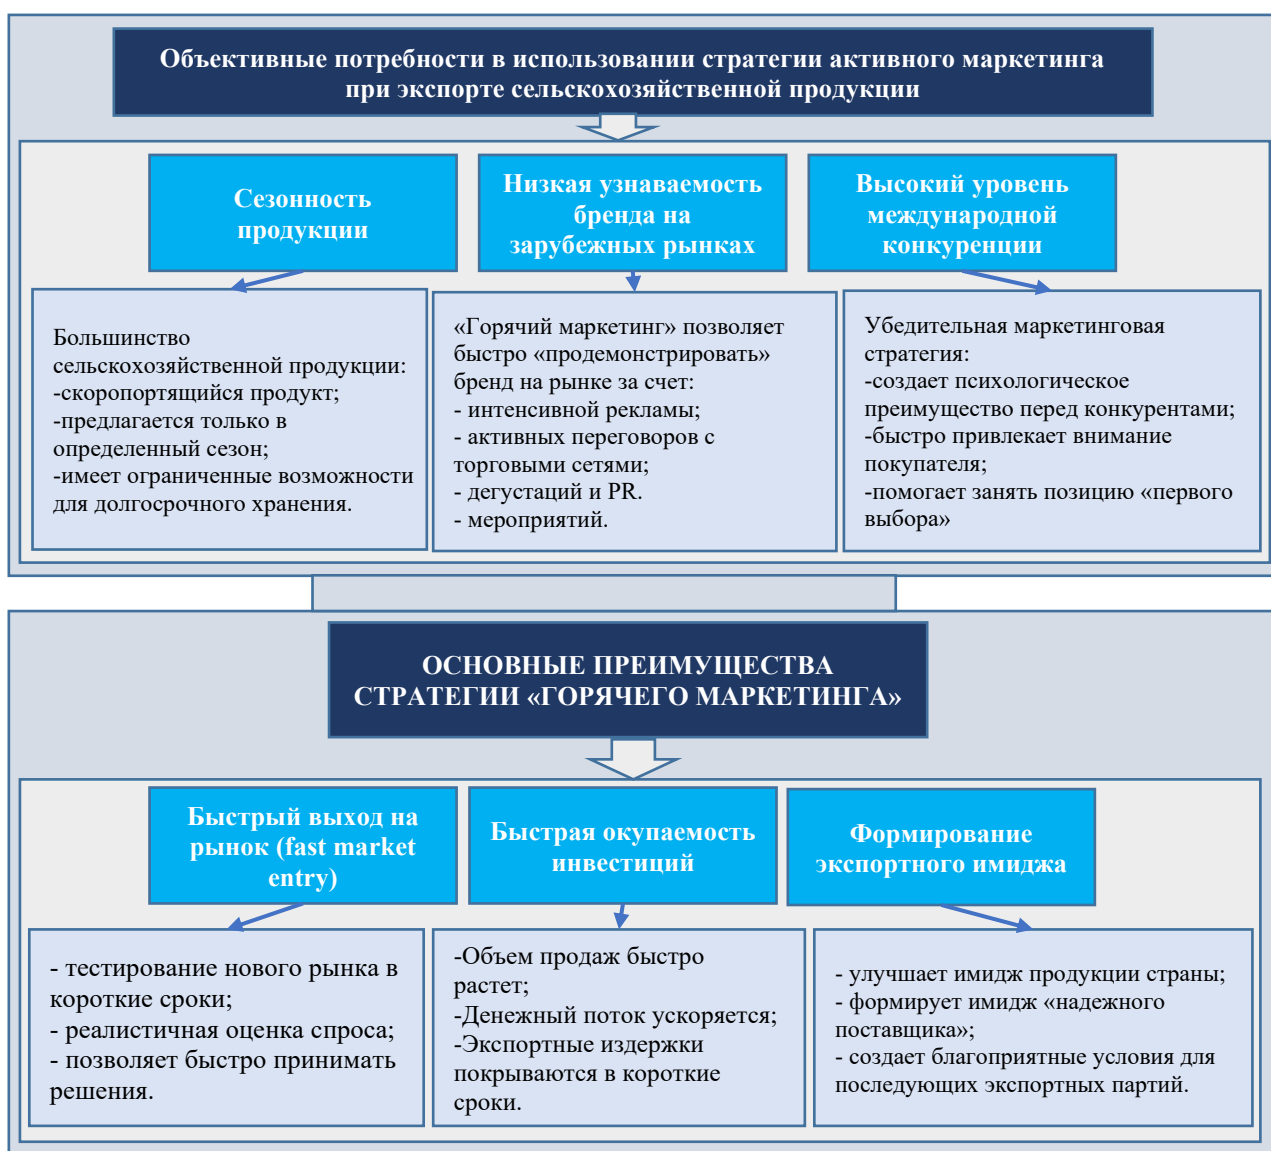 Объективные потребности в использовании стратегии активного маркетинга
при экспорте сельскохозяйственной продукции
Сезонность
продукции
Низкая узнаваемость
бренда на
зарубежных рынках
Высокий уровень
международной
конкуренции
Большинство
сельскохозяйственной продукции:
-скоропортящийся продукт;
-предлагается только в
определенный сезон;
-имеет ограниченные возможности
для долгосрочного хранения.
«Горячий маркетинг» позволяет
быстро «продемонстрировать»
бренд на рынке за счет:
- интенсивной рекламы;
- активных переговоров с
торговыми сетями;
- дегустаций и PR.
- мероприятий.
Убедительная маркетинговая
стратегия:
-создает психологическое
преимущество перед конкурентами;
-быстро привлекает внимание
покупателя;
-помогает занять позицию «первого
выбора»
ОСНОВНЫЕ ПРЕИМУЩЕСТВА
СТРАТЕГИИ «ГОРЯЧЕГО МАРКЕТИНГА»
Быстрый выход на
рынок (fast market
entry)
Быстрая окупаемость
инвестиций
Формирование
экспортного имиджа
- тестирование нового рынка в
короткие сроки;
- реалистичная оценка спроса;
- позволяет быстро принимать
решения.
-Объем продаж быстро
растет;
-Денежный поток ускоряется;
-Экспортные издержки
покрываются в короткие
сроки.
- улучшает имидж продукции страны;
- формирует имидж «надежного
поставщика»;
- создает благоприятные условия для
последующих экспортных партий.